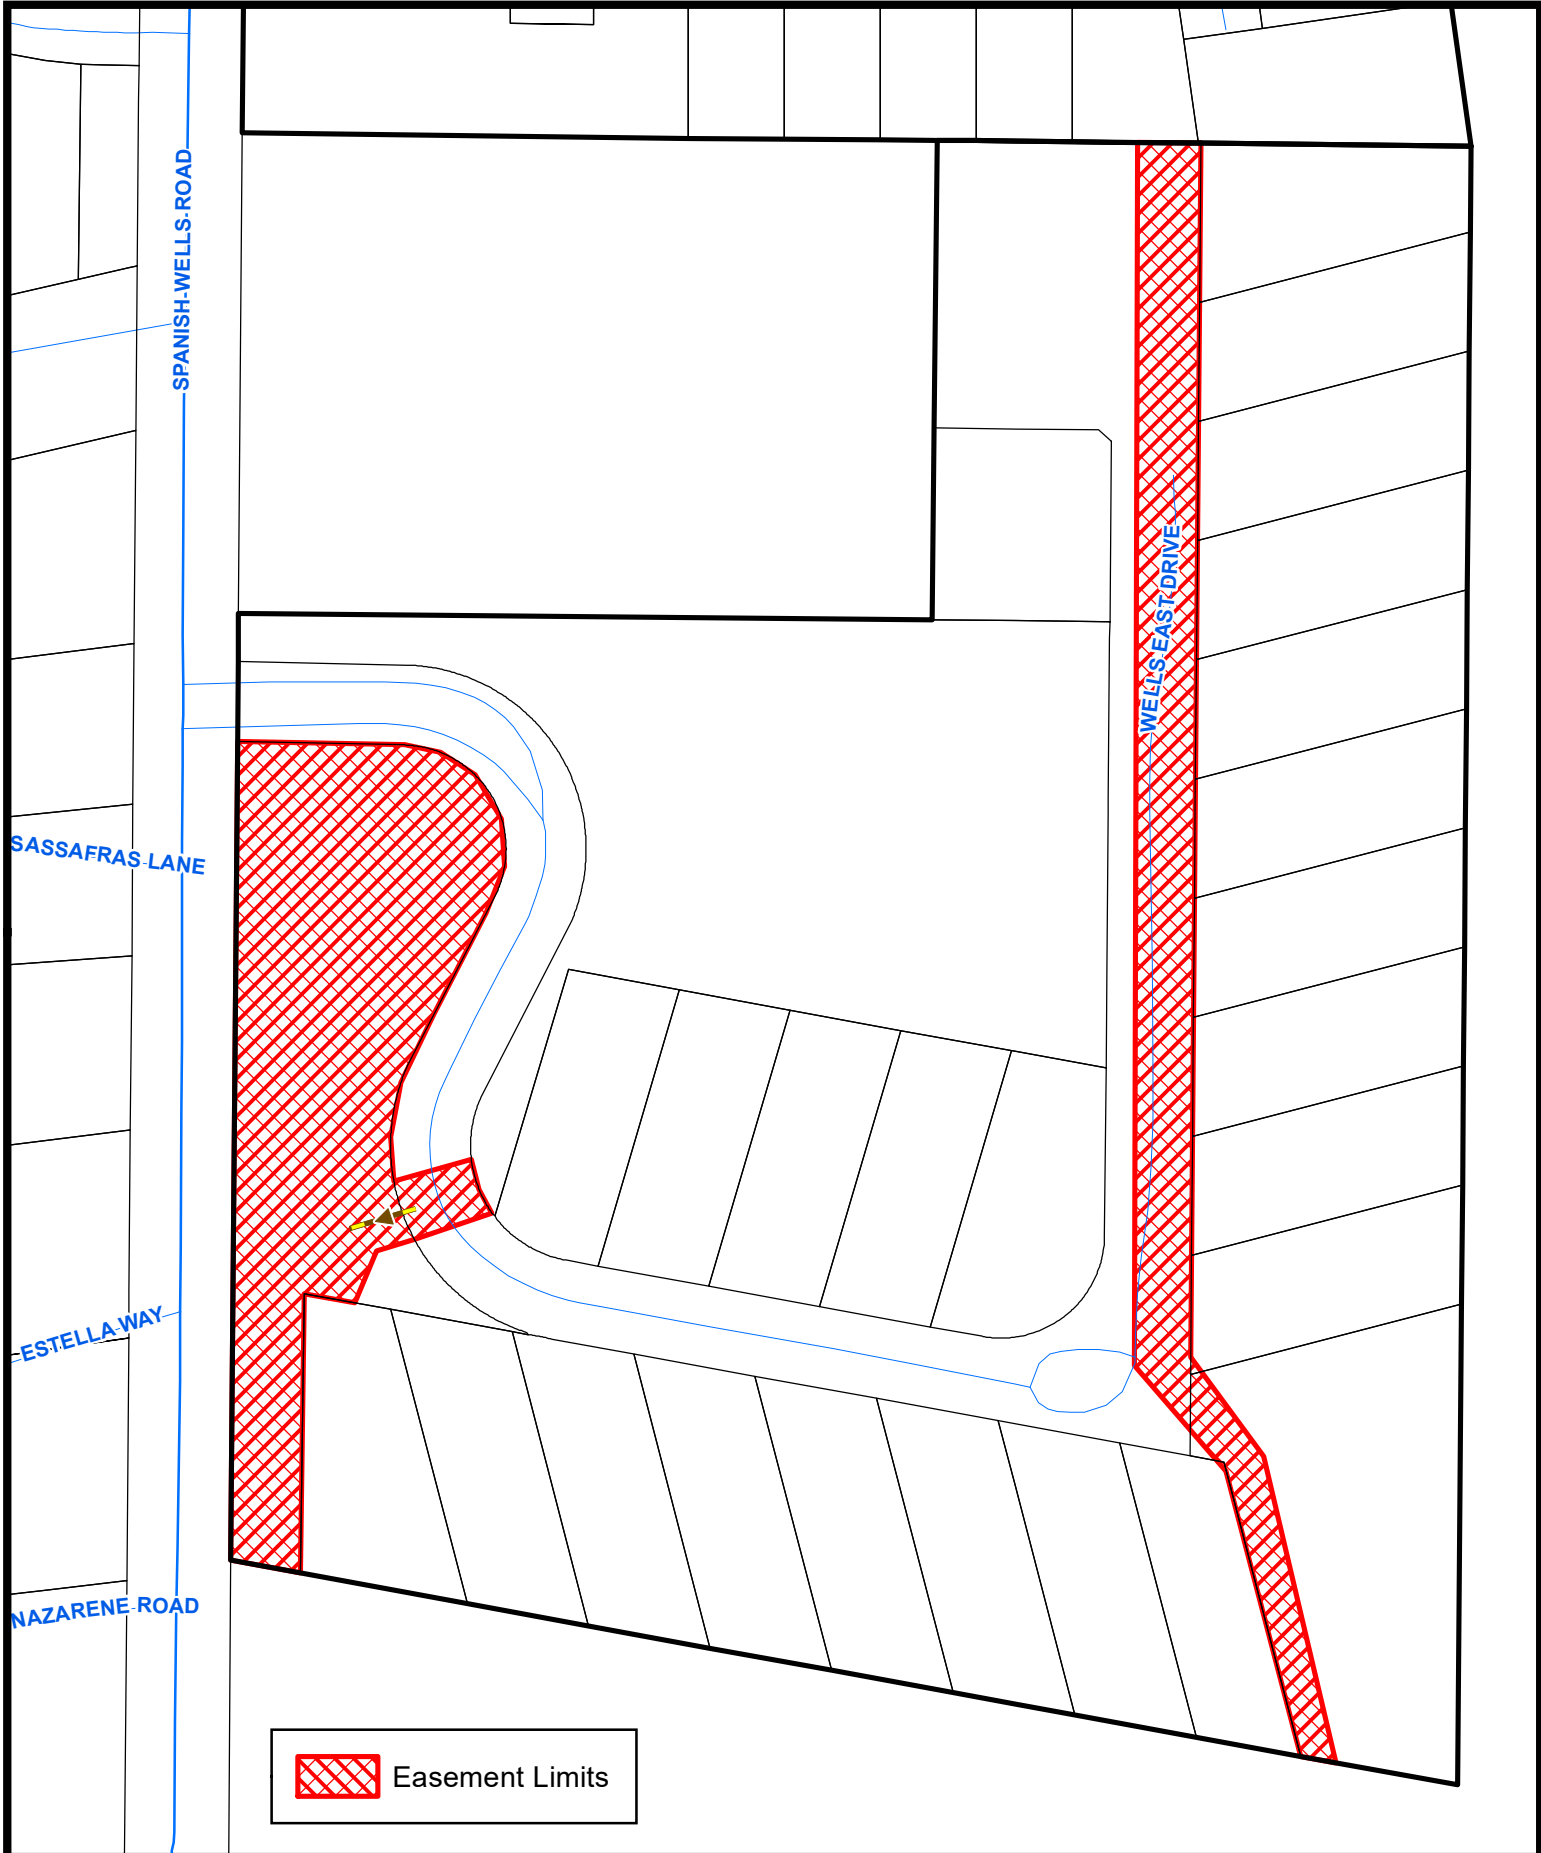 SPANISH WELLS ROAD
WELLS EAST DRIVE
SASSAFRAS LANE
ESTELLA WAY
NAZARENE ROAD
Easement Limits